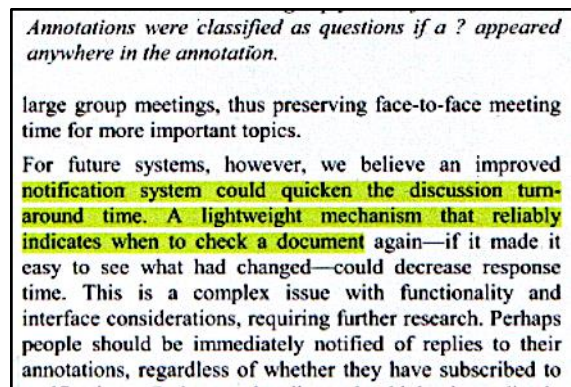 Annotations were classified as questions if a ? appeared
anywhere in the annotation.
large group meetings, thus preserving face-to-face meeting
time for more important topics.
For future systems, however, we believe an improved
notification system could quicken the discussion turn-
around time. A lightweight mechanism that reliably
indicates when to check a document again—if it made it
easy to see what had changed—could decrease response
time. This is a complex issue with functionality and
interface considerations, requiring further research. Perhaps
people should be immediately notified of replies to their
annotations, regardless of whether they have subscribed to